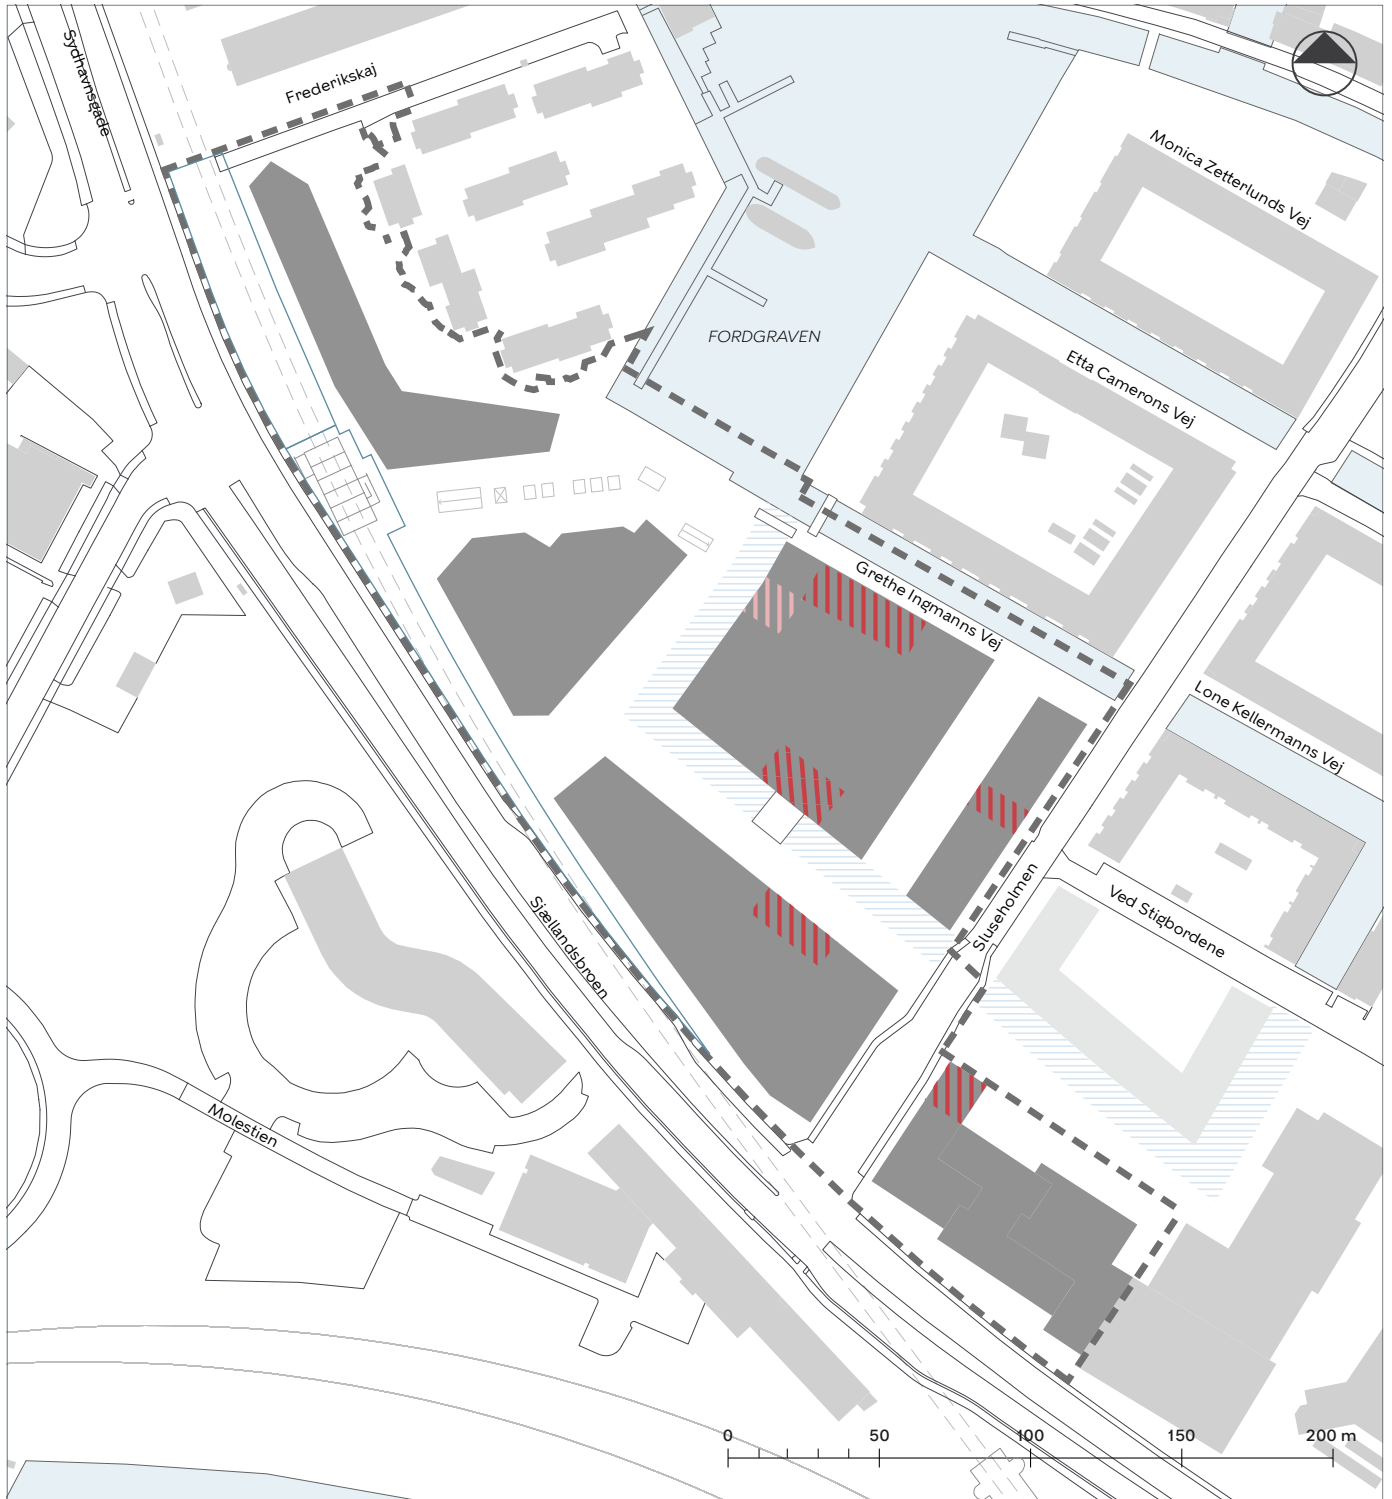 Sydhavnsgade
Frederikskaj
Monica Zetterlunds Vej
FORDGRAVEN
Etta Camerons Vej
Grethe Ingmanns Vej
Lone Kellermanns Vej
Sluseholmen
Ved Stigbordene
Sjællandsbroen
Molestien
0 50 100 150 200 m